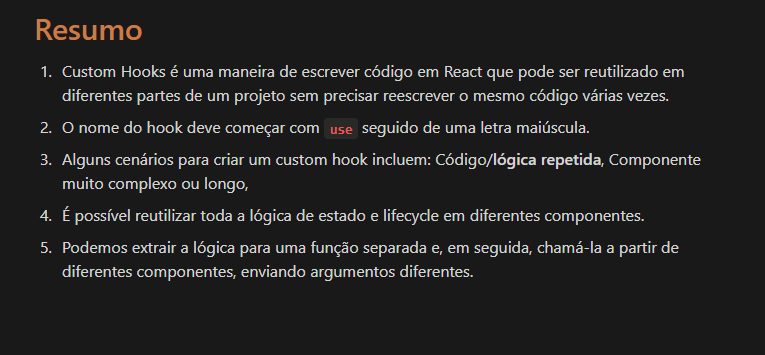 Resumo
1. Custom Hooks é uma maneira de escrever código em React que pode ser reutilizado em
diferentes partes de um projeto sem precisar reescrever o mesmo código várias vezes.
2. O nome do hook deve começar com use seguido de uma letra maiúscula.
3. Alguns cenários para criar um custom hook incluem: Código/lógica repetida, Componente
muito complexo ou longo,
4. É possível reutilizar toda a lógica de estado e lifecycle em diferentes componentes.
5. Podemos extrair a lógica para uma função separada e, em seguida, chamá-la a partir de
diferentes componentes, enviando argumentos diferentes.